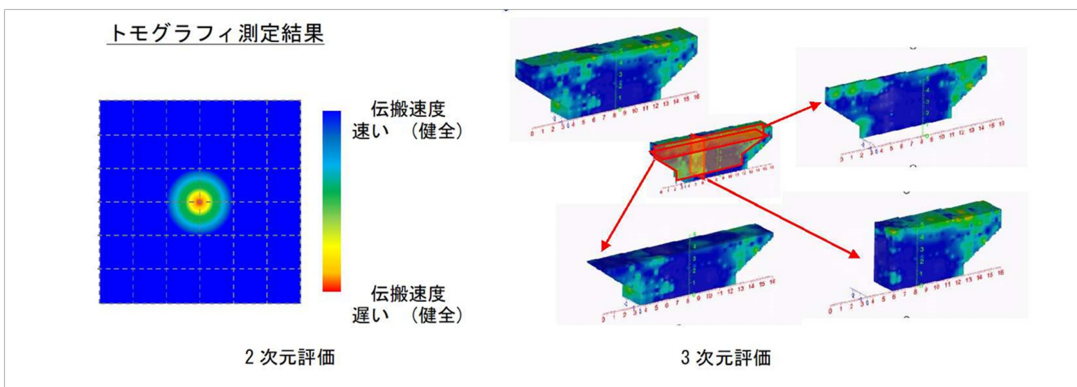 トモグラフィ測定結果
伝搬速度
速い （健全）
伝搬速度
遅い （健全）
2次元評価
3次元評価